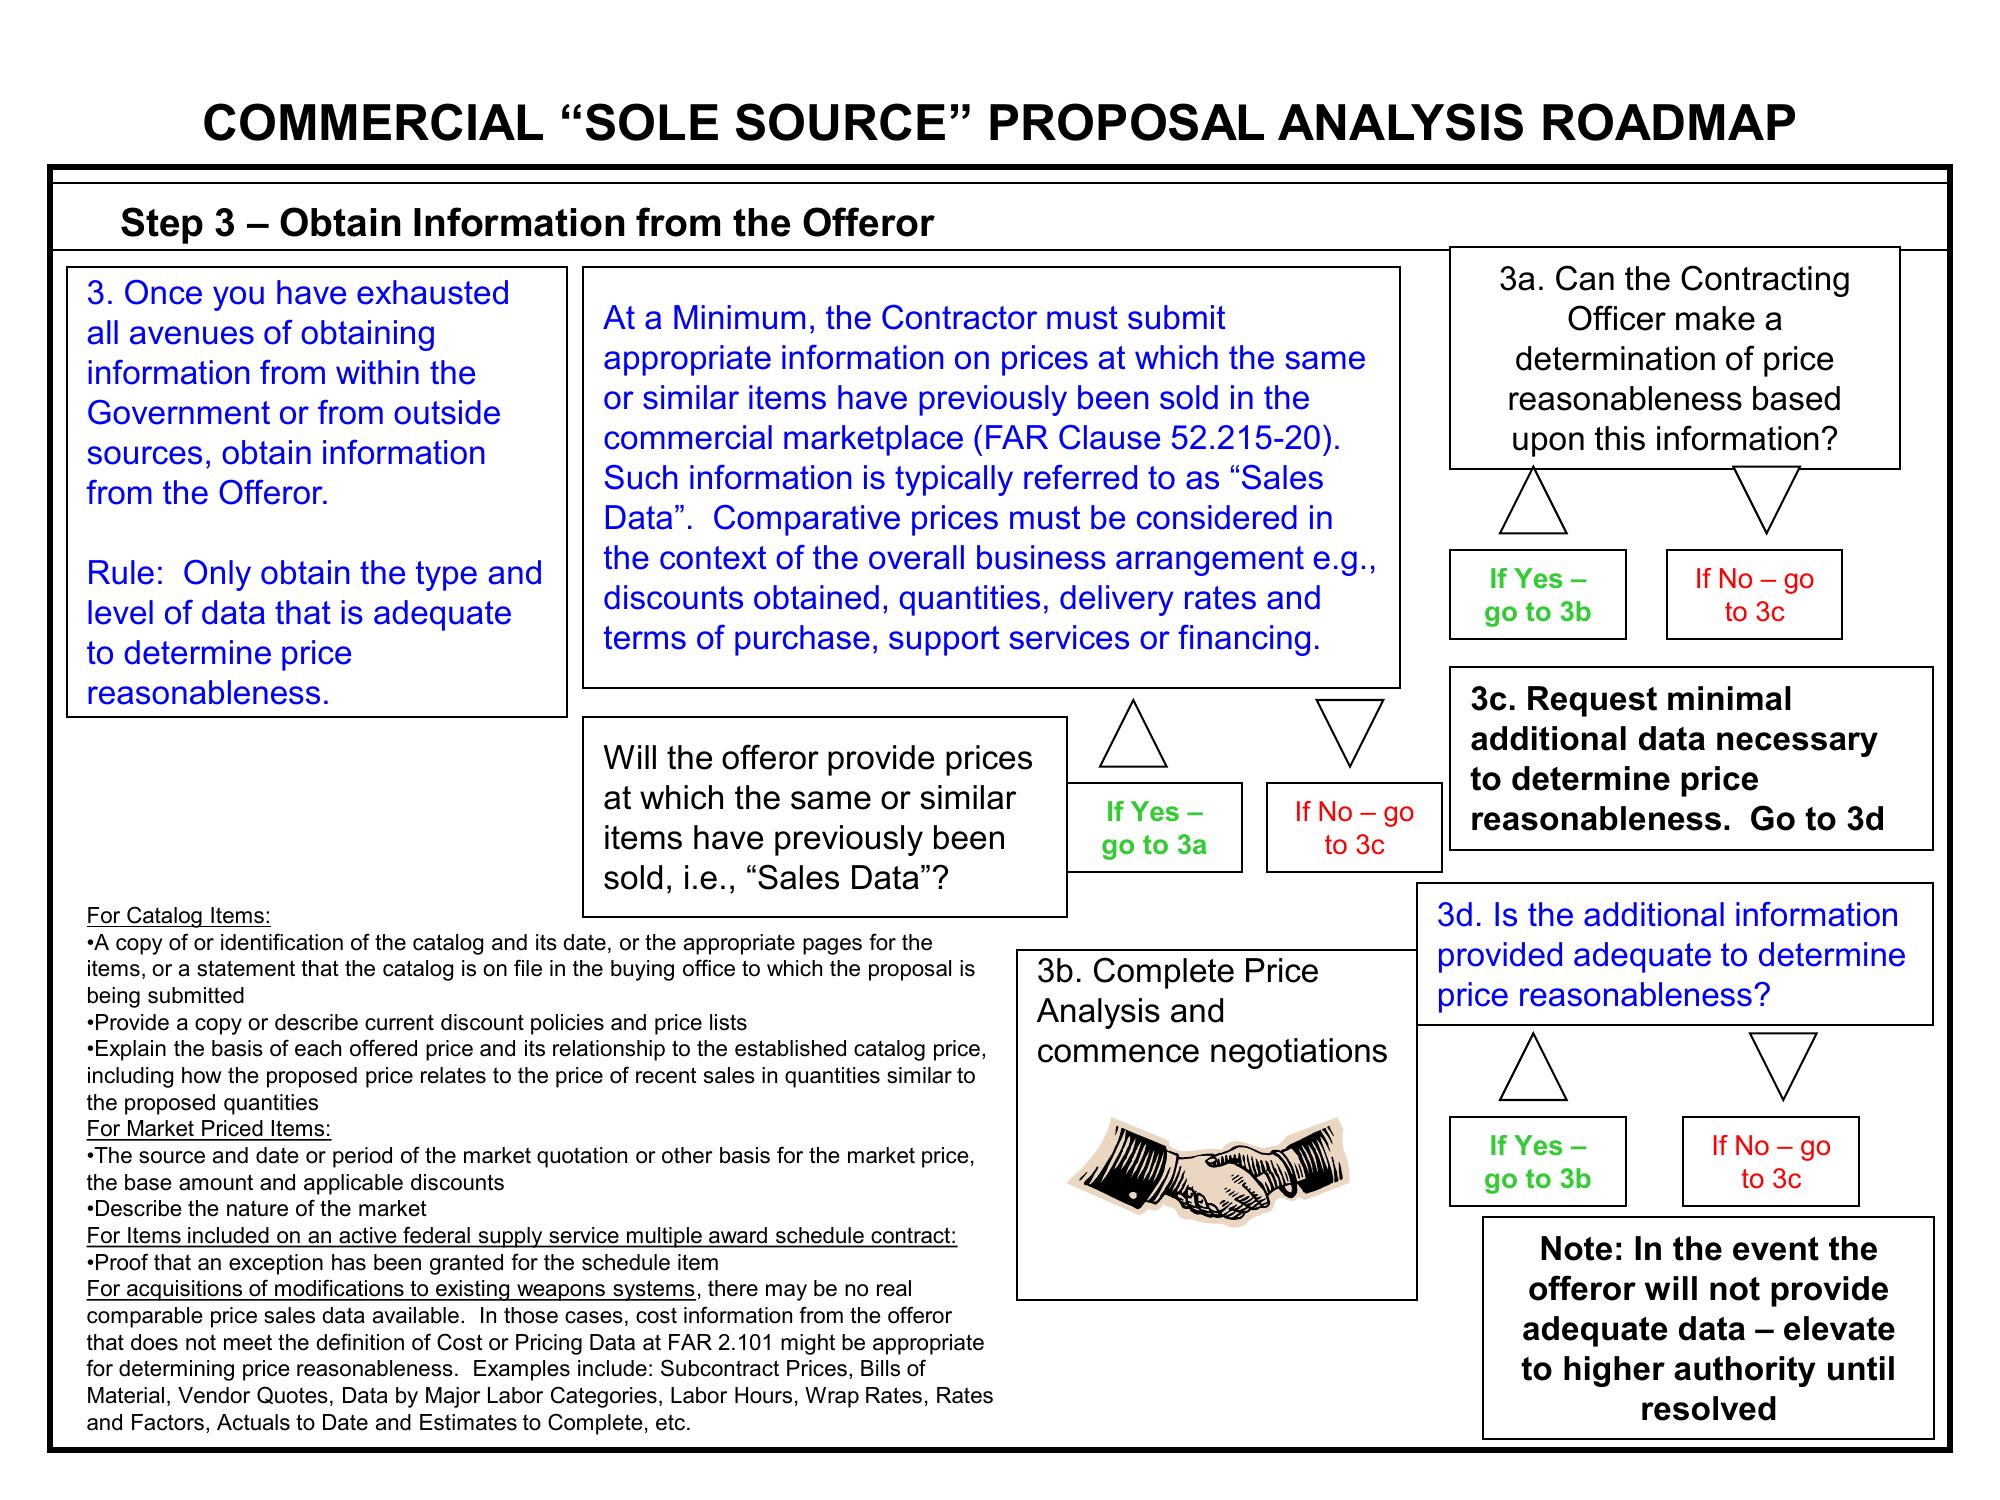 COMMERCIAL “SOLE SOURCE” PROPOSAL ANALYSIS ROADMAP
Step 3 – Obtain Information from the Offeror
3. Once you have exhausted
all avenues of obtaining
information from within the
Government or from outside
sources, obtain information
from the Offeror.
Rule:  Only obtain the type and
level of data that is adequate
to determine price
reasonableness.
At a Minimum, the Contractor must submit
appropriate information on prices at which the same
or similar items have previously been sold in the
commercial marketplace (FAR Clause 52.215-20).
Such information is typically referred to as “Sales
Data”.  Comparative prices must be considered in
the context of the overall business arrangement e.g.,
discounts obtained, quantities, delivery rates and
terms of purchase, support services or financing.
3a. Can the Contracting
Officer make a
determination of price
reasonableness based
upon this information?
If Yes –
go to 3b
If No – go
to 3c
Will the offeror provide prices
at which the same or similar
items have previously been
sold, i.e., “Sales Data”?
If Yes –
go to 3a
If No – go
to 3c
3c. Request minimal
additional data necessary
to determine price
reasonableness.  Go to 3d
3d. Is the additional information
provided adequate to determine
price reasonableness?
If Yes –
go to 3b
If No – go
to 3c
3b. Complete Price
Analysis and
commence negotiations
Note: In the event the
offeror will not provide
adequate data – elevate
to higher authority until
resolved
For Catalog Items:
•A copy of or identification of the catalog and its date, or the appropriate pages for the
items, or a statement that the catalog is on file in the buying office to which the proposal is
being submitted
•Provide a copy or describe current discount policies and price lists
•Explain the basis of each offered price and its relationship to the established catalog price,
including how the proposed price relates to the price of recent sales in quantities similar to
the proposed quantities
For Market Priced Items:
•The source and date or period of the market quotation or other basis for the market price,
the base amount and applicable discounts
•Describe the nature of the market
For Items included on an active federal supply service multiple award schedule contract:
•Proof that an exception has been granted for the schedule item
For acquisitions of modifications to existing weapons systems, there may be no real
comparable price sales data available.  In those cases, cost information from the offeror
that does not meet the definition of Cost or Pricing Data at FAR 2.101 might be appropriate
for determining price reasonableness.  Examples include: Subcontract Prices, Bills of
Material, Vendor Quotes, Data by Major Labor Categories, Labor Hours, Wrap Rates, Rates
and Factors, Actuals to Date and Estimates to Complete, etc.